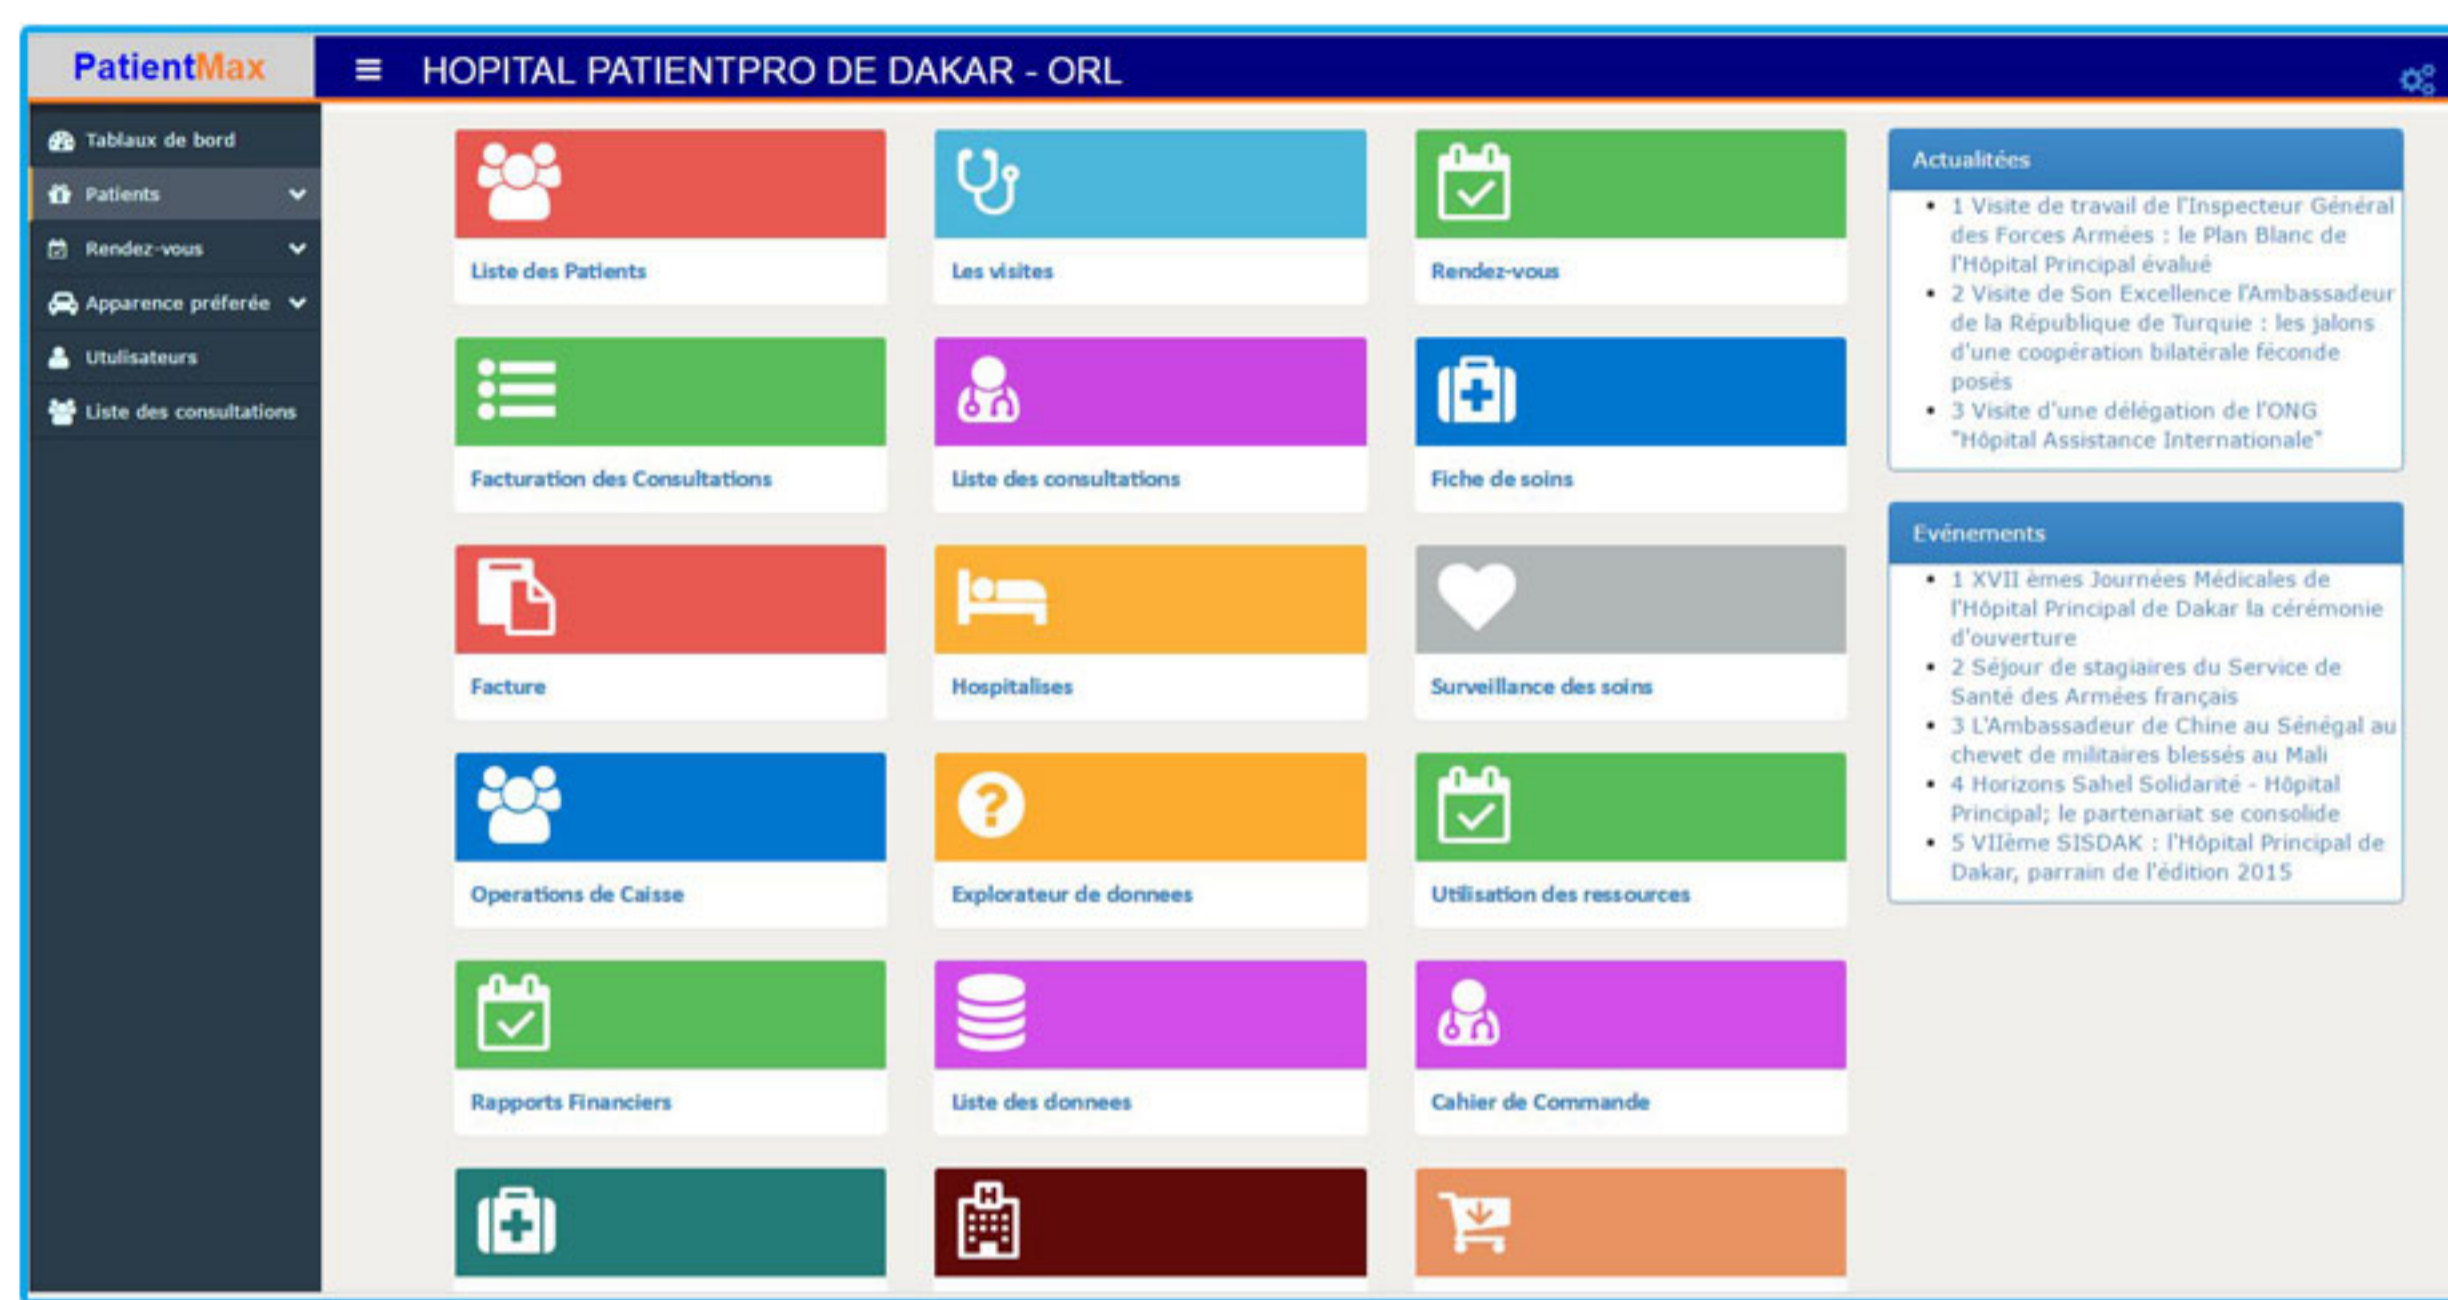 PatientMax
HOPITAL PATIENTPRO DE DAKAR - ORL
Tablaux de bord
Patients
Rendez-vous
Apparence préferée
Utulisateurs
Liste des consultations
Liste des Patients
Les visites
Rendez-vous
Facturation des Consultations
Liste des consultations
Fiche de soins
Facture
Hospitalises
Surveillance des soins
Operations de Caisse
Explorateur de donnees
Utilisation des ressources
Rapports Financiers
Liste des donnees
Cahier de Commande
H
Actualitées
1 Visite de travail de l'Inspecteur Général
des Forces Armées : le Plan Blanc de
l'Hôpital Principal évalué
2 Visite de Son Excellence l'Ambassadeur
de la République de Turquie : les jalons
d'une coopération bilatérale féconde
posés
3 Visite d'une délégation de l'ONG
"Hôpital Assistance Internationale"
Evénements
1 XVII èmes Journées Médicales de
l'Hôpital Principal de Dakar la cérémonie
d'ouverture
2 Séjour de stagiaires du Service de
Santé des Armées français
3 L'Ambassadeur de Chine au Sénégal au
chevet de militaires blessés au Mali
4 Horizons Sahel Solidarité - Hôpital
Principal; le partenariat se consolide
5 VIIème SISDAK : l'Hôpital Principal de
Dakar, parrain de l'édition 2015